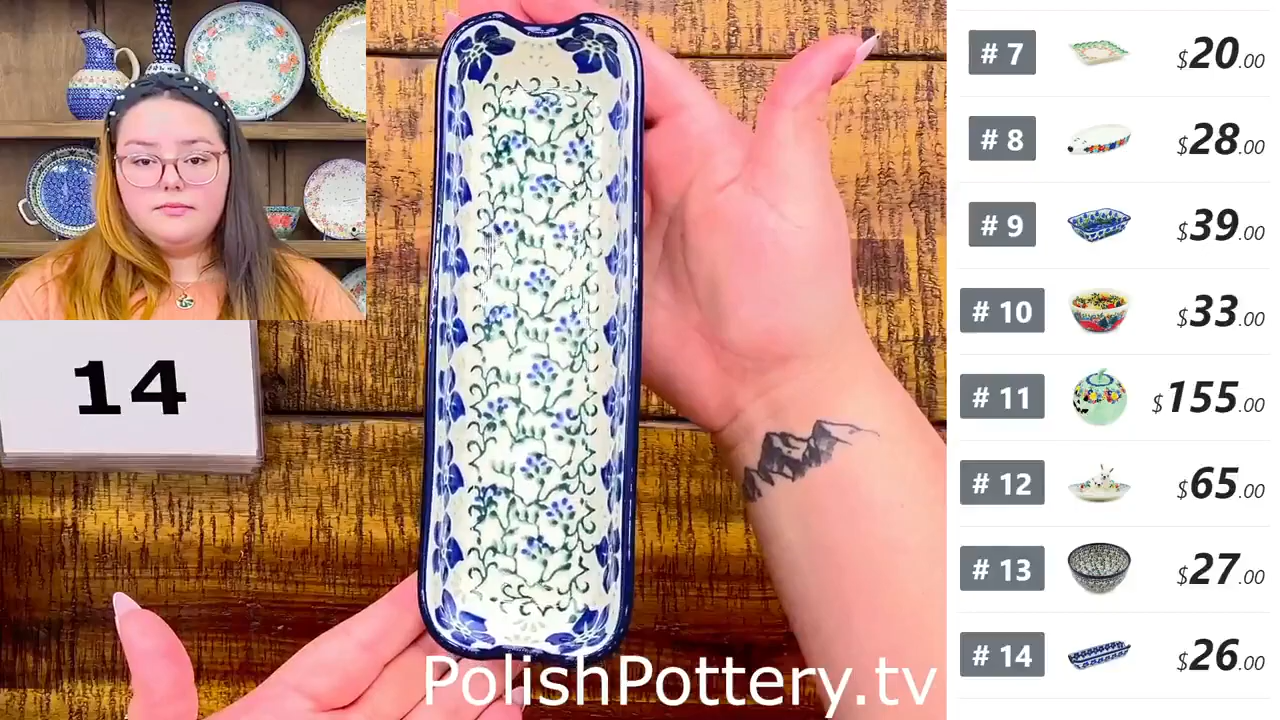 14
PolishPottery.tv
# 7 $20.00
# 8 $28.00
# 9 $39.00
# 10 $33.00
# 11 $155.00
# 12 $65.00
# 13 $27.00
# 14 $26.00